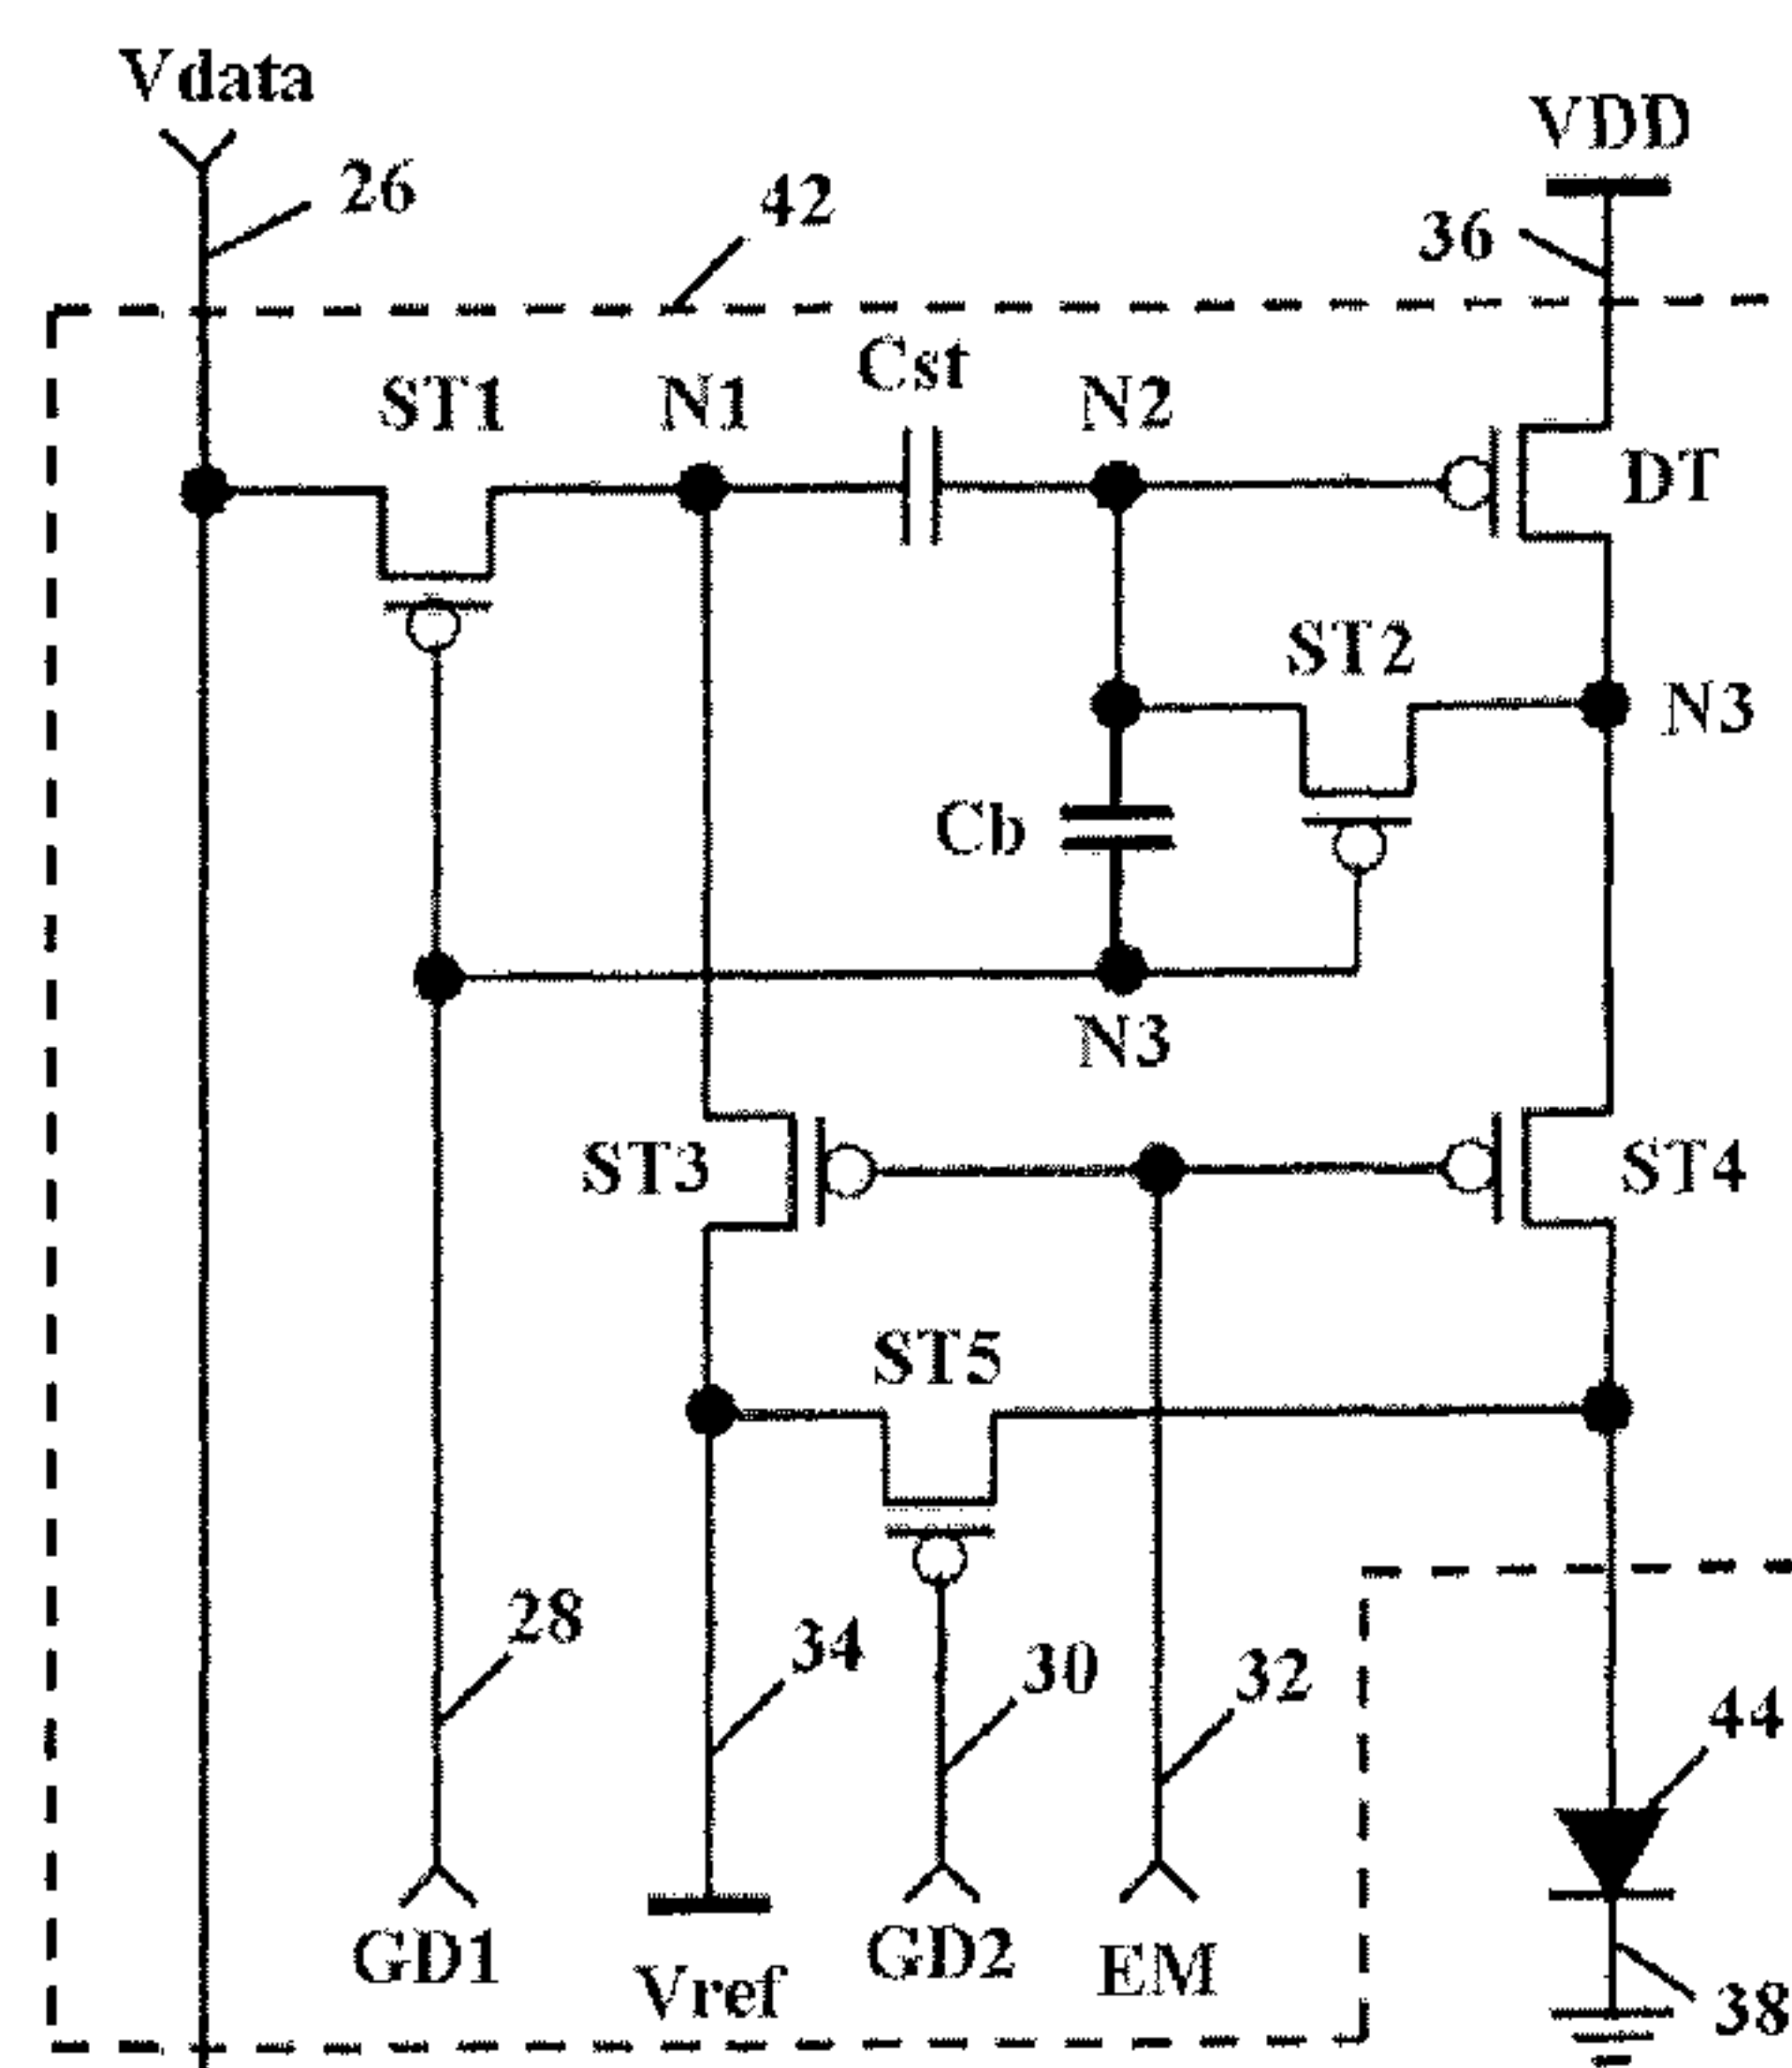 Vdata
VDD
26
42
36
Cst
ST1
N1
N2
DT
ST2
N3
Cb
N3
ST3
ST4
ST5
28
34
30
32
44
GD1
Vref
GD2
EM
38